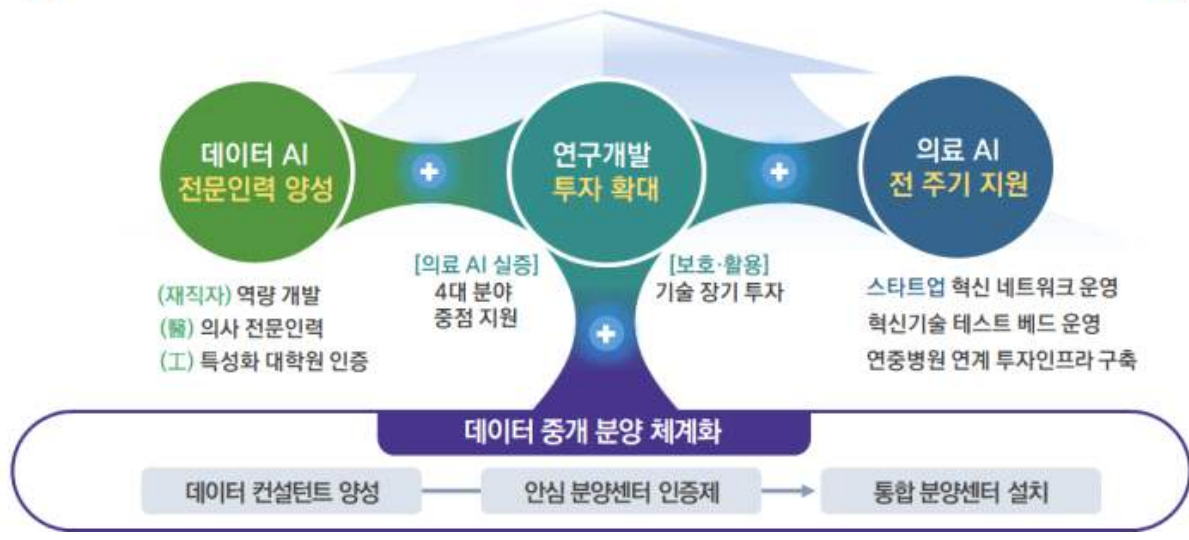 데이터 AI
전문인력 양성
연구개발
투자 확대
의료 AI
전 주기 지원
(재직자) 역량 개발
(醫) 의사 전문인력
(工) 특성화 대학원 인증
[의료 AI 실증]
4대 분야
중점 지원
[보호·활용]
기술 장기 투자
스타트업 혁신 네트워크 운영
혁신기술 테스트 베드 운영
연중병원 연계 투자인프라 구축
데이터 중개 분양 체계화
데이터 컨설턴트 양성
안심 분양센터 인증제
통합 분양센터 설치